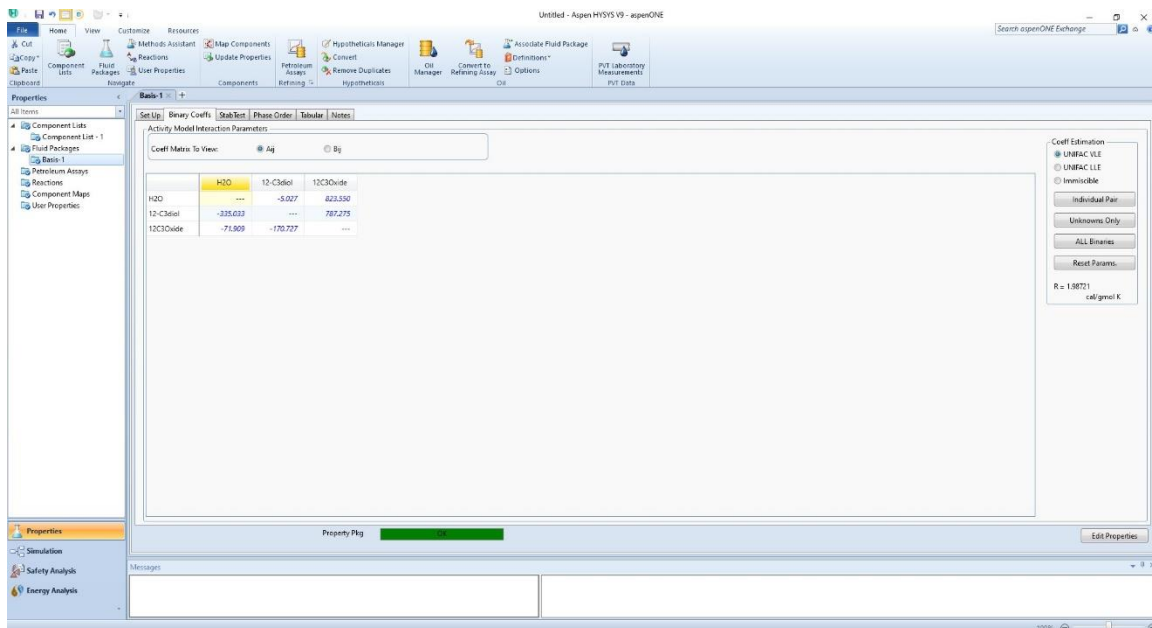 Untitled - Aspen HYSYS V9 - aspenONE
File Home View Customize Resources
Search aspenONE Exchange
Cut
Copy
Paste
Clipboard
Component Lists
Fluid Packages
Methods Assistant
Reactions
User Properties
Navigate
Map Components
Update Properties
Components
Petroleum Assays
Refining
Hypotheticals Manager
Convert
Remove Duplicates
Hypotheticals
Oil Manager
Convert to Refining Assay
Associate Fluid Package
Definitions
Options
Oil
PVT Laboratory Measurements
PVT Data
Properties
All Items
Component Lists
Component List - 1
Fluid Packages
Basis-1
Petroleum Assays
Reactions
Component Maps
User Properties
Properties
Simulation
Safety Analysis
Energy Analysis
Basis-1 +
Set Up Binary Coeffs StabTest Phase Order Tabular Notes
Activity Model Interaction Parameters
Coeff Matrix To View: Aij Bij
H2O 12-C3diol 12C3Oxide
H2O --- -5.027 823.550
12-C3diol -335.033 --- 787.275
12C3Oxide -71.909 -170.727 ---
Coeff Estimation
UNIFAC VLE
UNIFAC LLE
Immiscible
Individual Pair
Unknowns Only
ALL Binaries
Reset Params.
R = 1.98721
cal/gmol K
Property Pkg OK
Edit Properties
Messages
100%